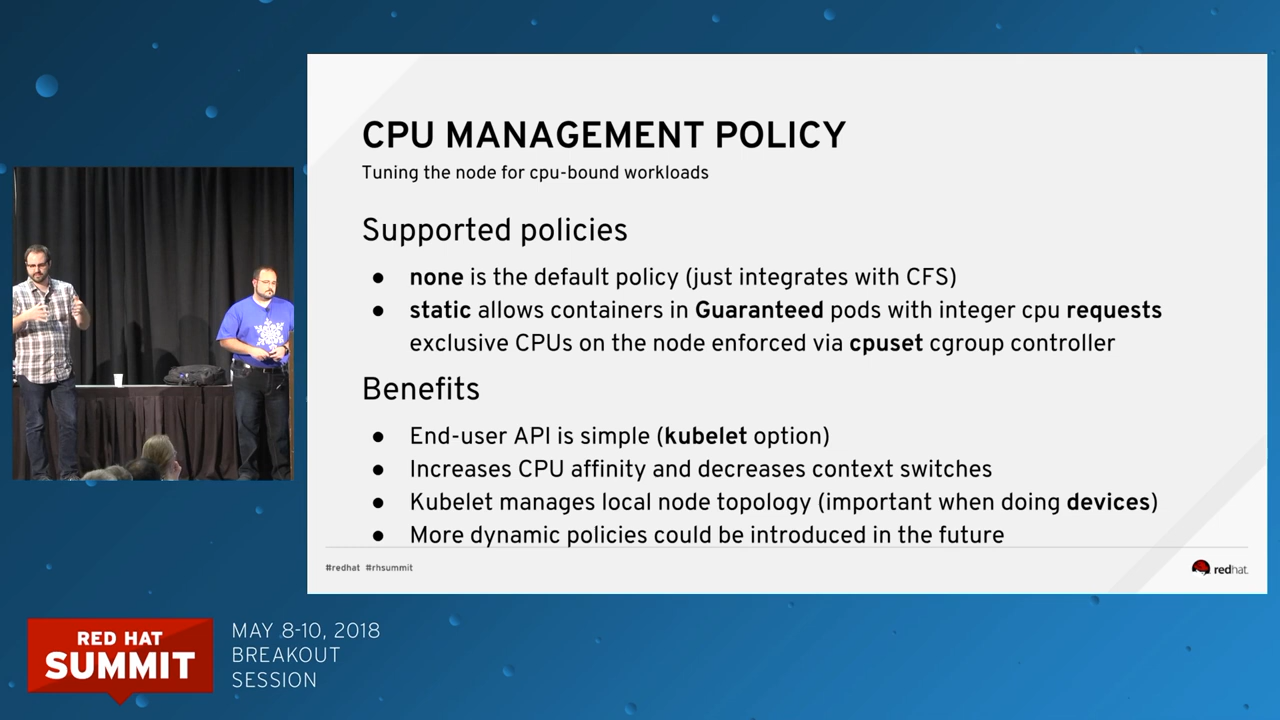 CPU MANAGEMENT POLICY
Tuning the node for cpu-bound workloads
Supported policies
● none is the default policy (just integrates with CFS)
● static allows containers in Guaranteed pods with integer cpu requests
exclusive CPUs on the node enforced via cpuset cgroup controller
Benefits
● End-user API is simple (kubelet option)
● Increases CPU affinity and decreases context switches
● Kubelet manages local node topology (important when doing devices)
● More dynamic policies could be introduced in the future
#redhat #rhsummit
redhat.
RED HAT
SUMMIT
MAY 8-10, 2018
BREAKOUT
SESSION